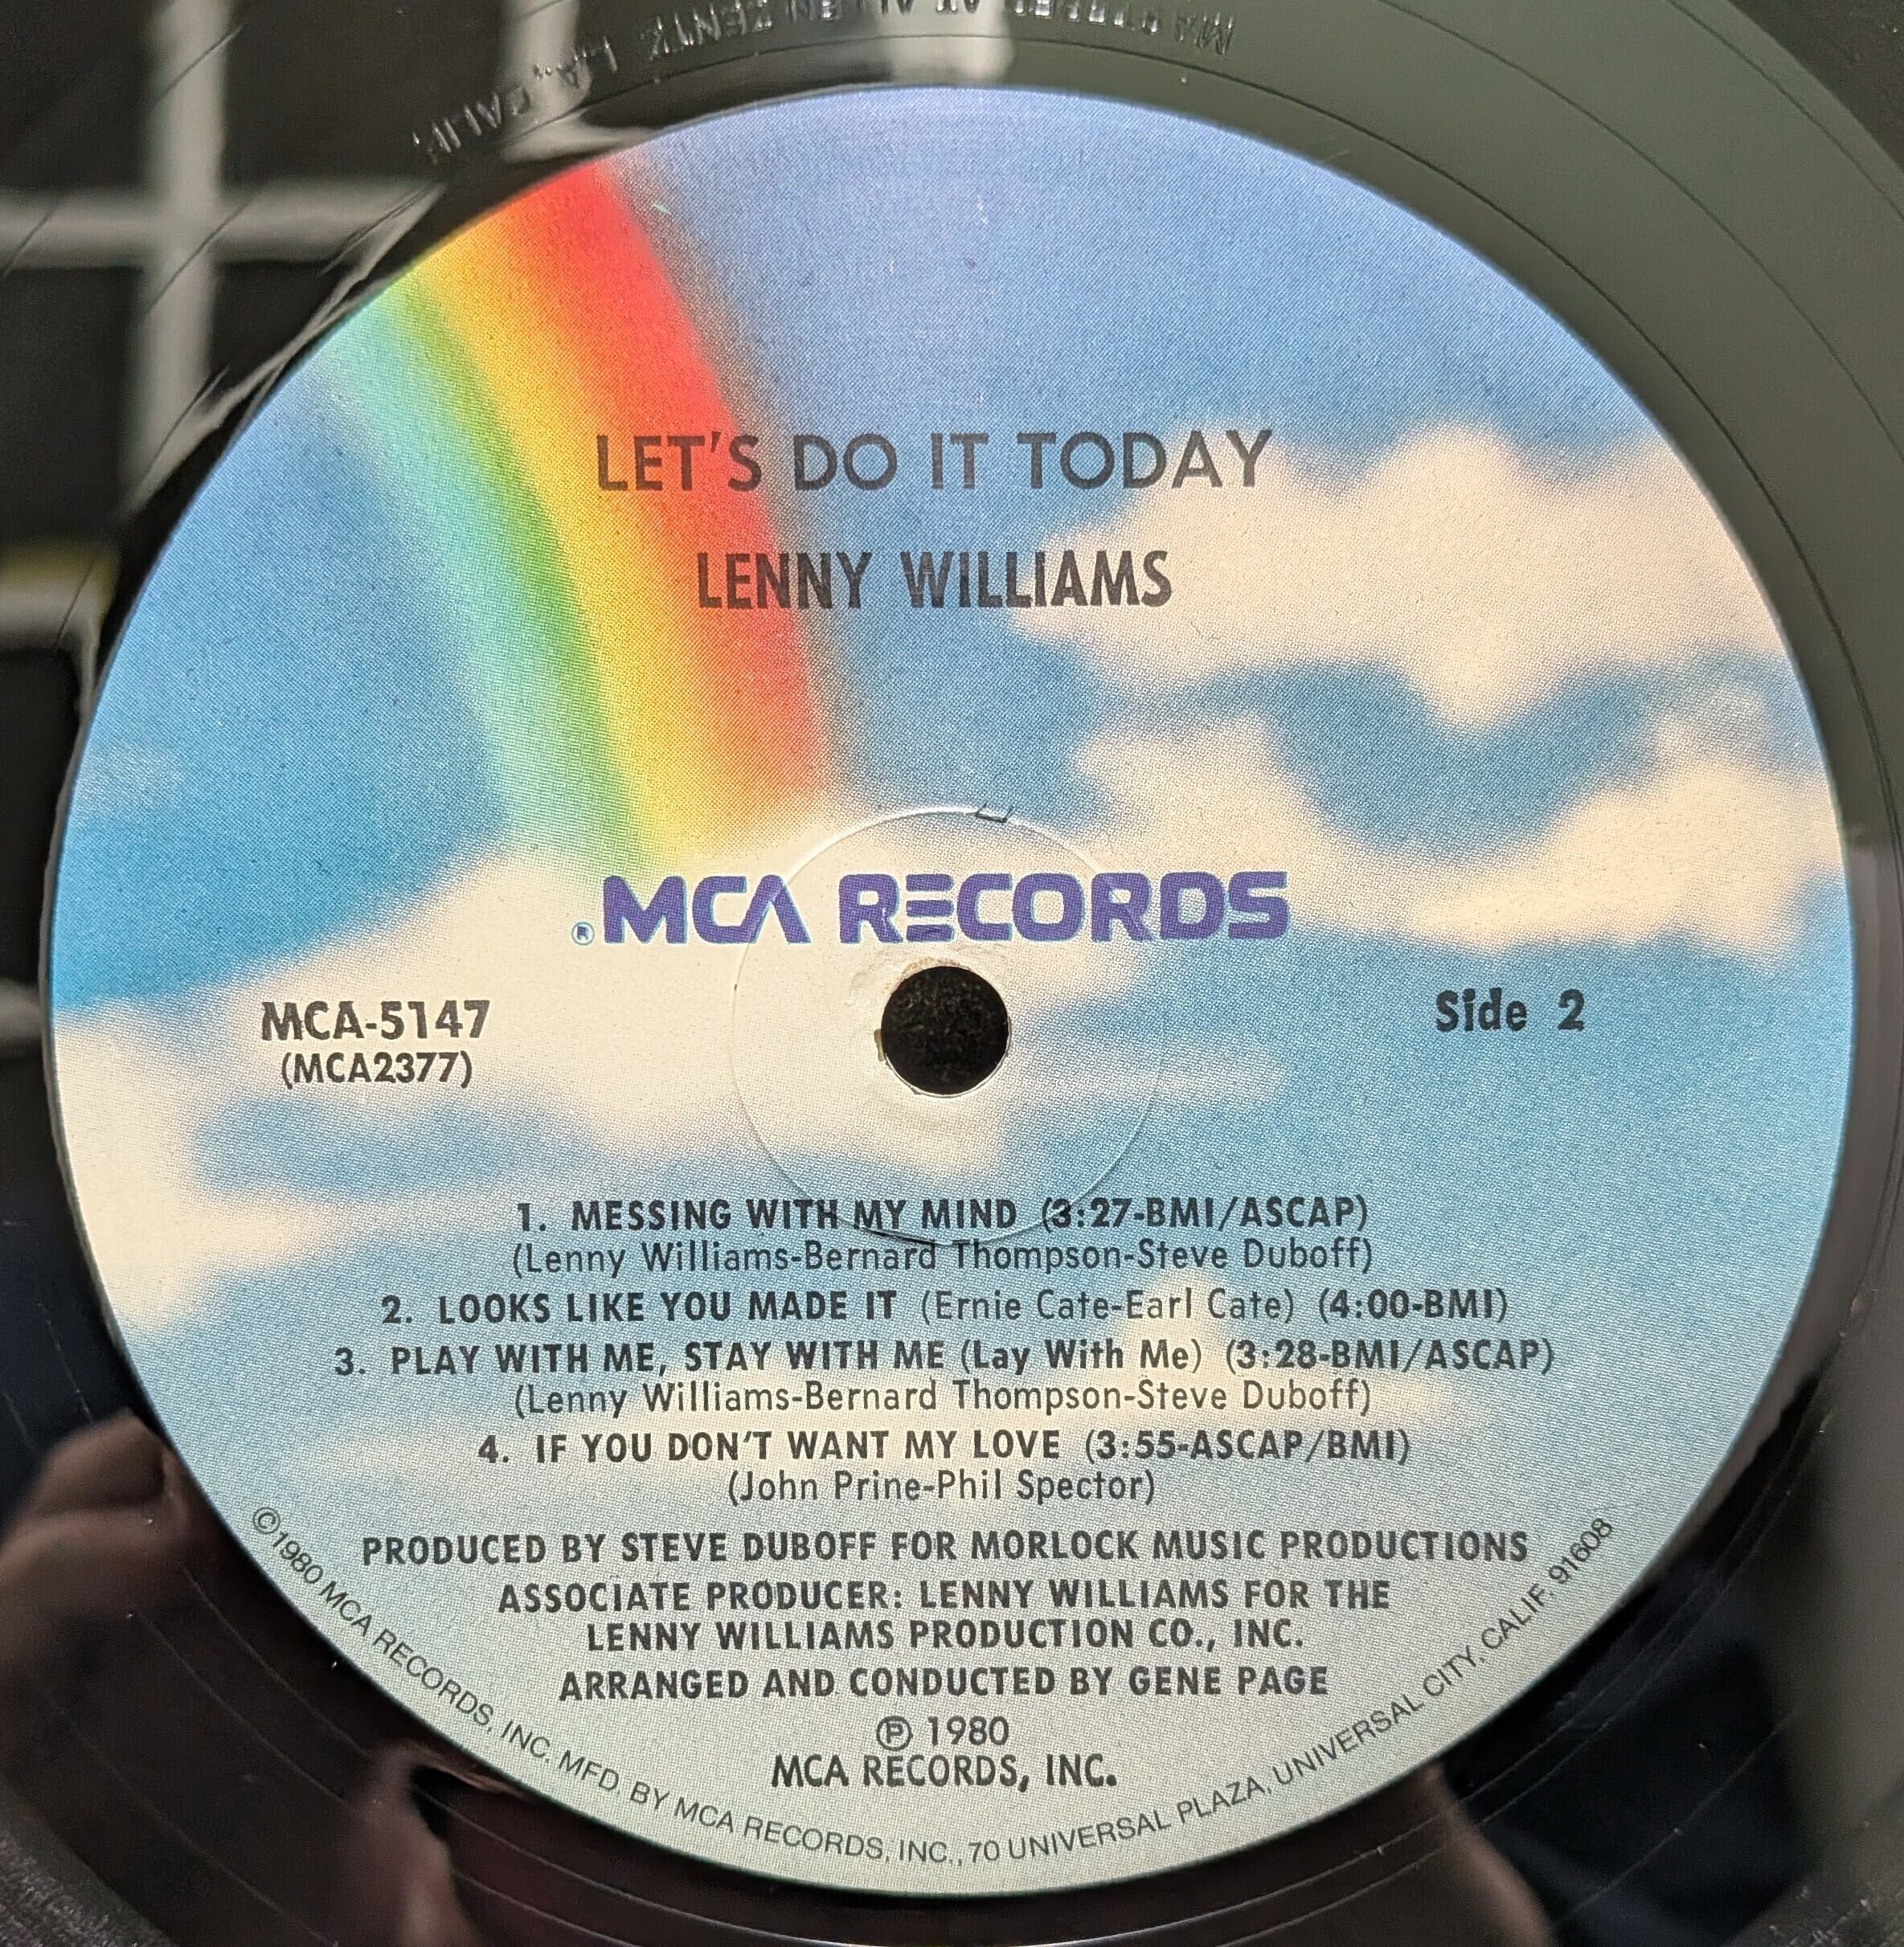 LET'S DO IT TODAY
LENNY WILLIAMS
®MCA RECORDS
MCA-5147
(MCA2377)
Side 2
1. MESSING WITH MY MIND (3:27-BMI/ASCAP)
(Lenny Williams-Bernard Thompson-Steve Duboff)
2. LOOKS LIKE YOU MADE IT (Ernie Cate-Earl Cate) (4:00-BMI)
3. PLAY WITH ME, STAY WITH ME (Lay With Me) (3:28-BMI/ASCAP)
(Lenny Williams-Bernard Thompson-Steve Duboff)
4. IF YOU DON'T WANT MY LOVE (3:55-ASCAP/BMI)
(John Prine-Phil Spector)
PRODUCED BY STEVE DUBOFF FOR MORLOCK MUSIC PRODUCTIONS
ASSOCIATE PRODUCER: LENNY WILLIAMS FOR THE
LENNY WILLIAMS PRODUCTION CO., INC.
ARRANGED AND CONDUCTED BY GENE PAGE
℗ 1980
MCA RECORDS, INC.
©1980 MCA RECORDS, INC. MFD. BY MCA RECORDS, INC., 70 UNIVERSAL PLAZA, UNIVERSAL CITY, CALIF. 91608